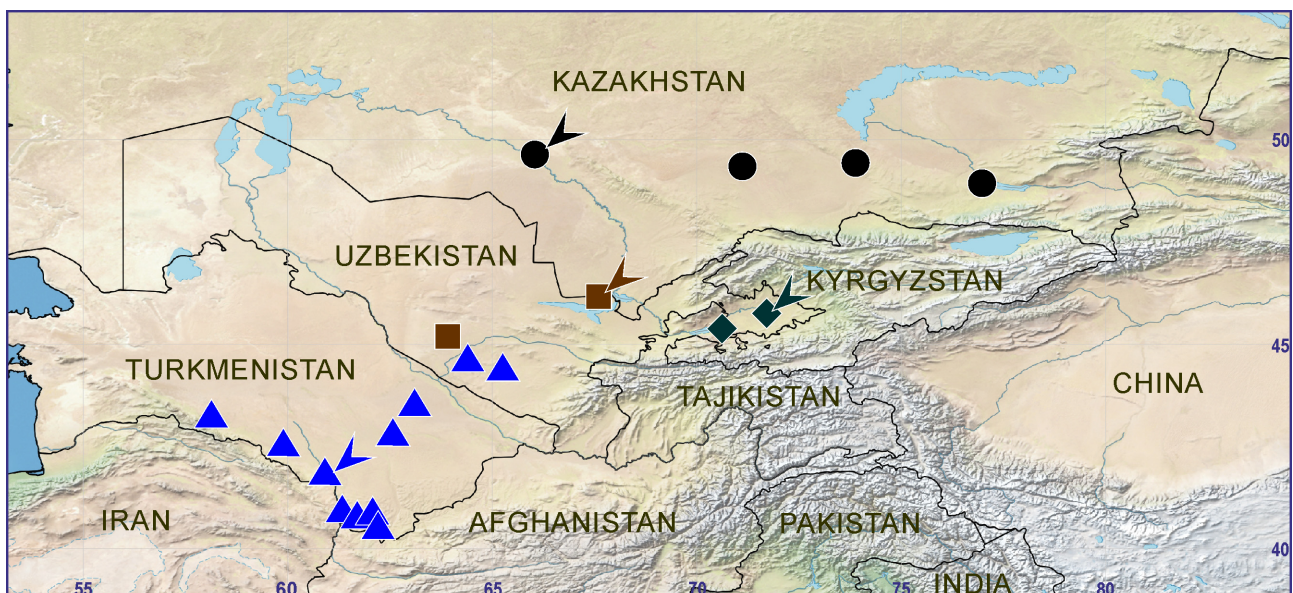 KAZAKHSTAN
50
UZBEKISTAN
KYRGYZSTAN
45
TURKMENISTAN
TAJIKISTAN
CHINA
IRAN
AFGHANISTAN
PAKISTAN
40
55
60
65
70
75
80
INDIA